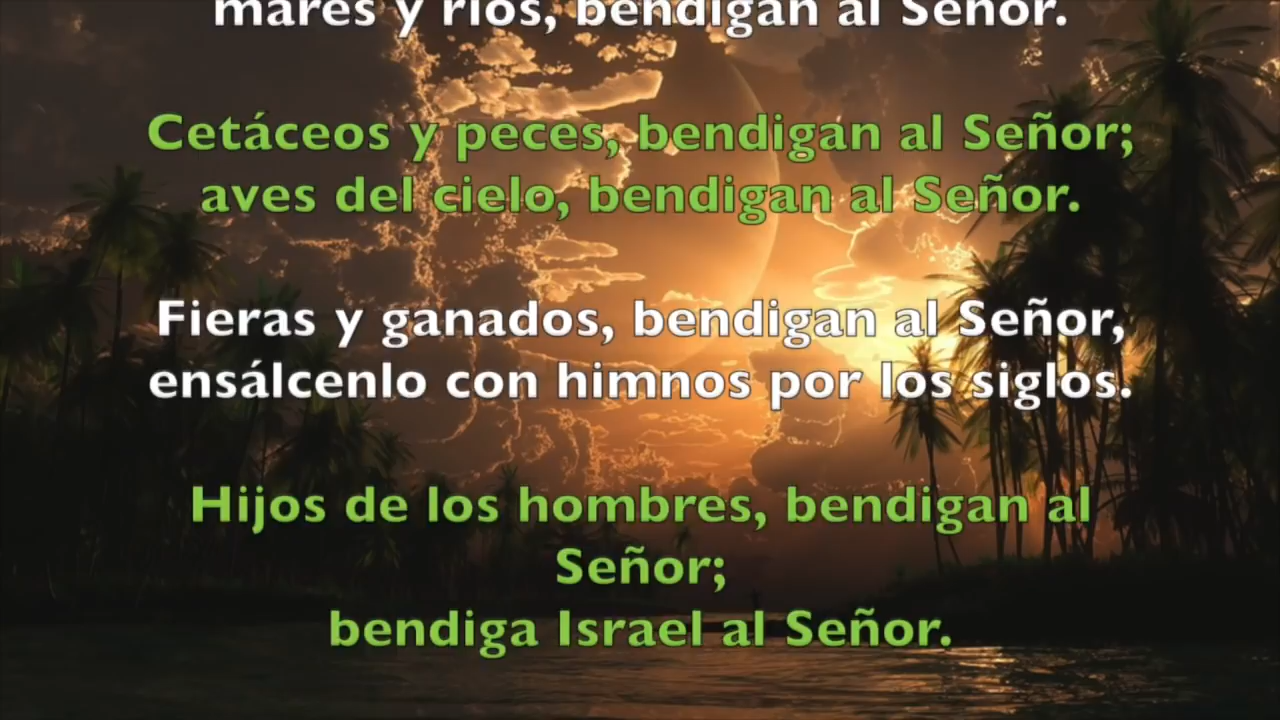 mares y ríos, bendigan al Señor.
Cetáceos y peces, bendigan al Señor;
aves del cielo, bendigan al Señor.
Fieras y ganados, bendigan al Señor,
ensálcenlo con himnos por los siglos.
Hijos de los hombres, bendigan al
Señor;
bendiga Israel al Señor.